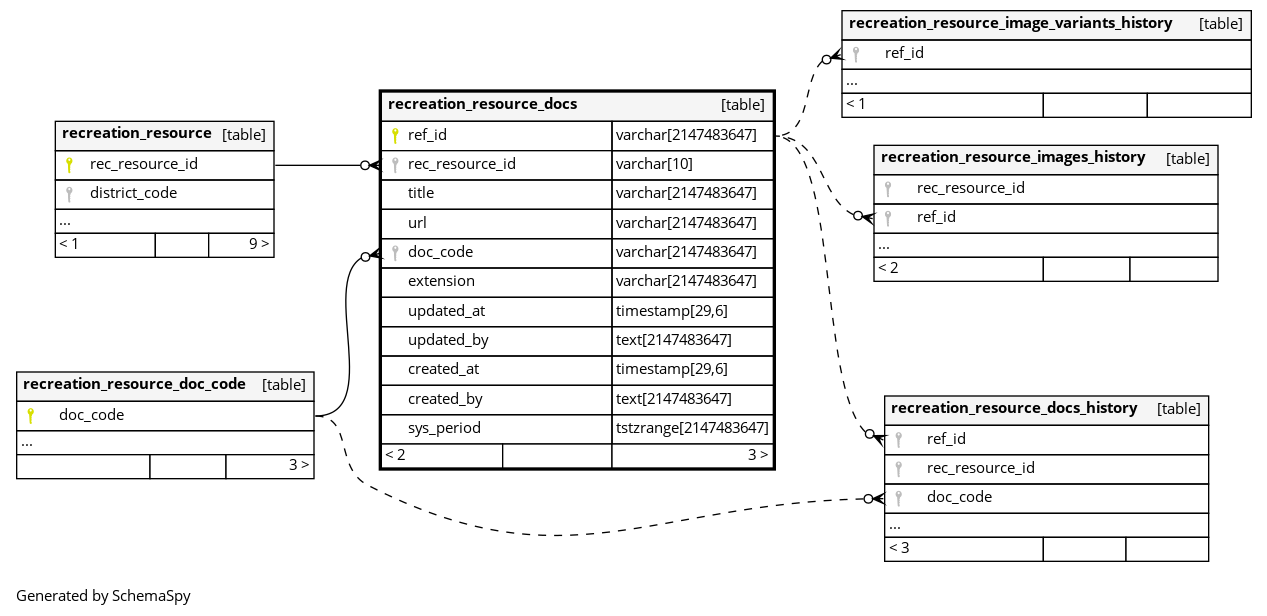 recreation_resource [table]
rec_resource_id
district_code
...
< 1 9 >
recreation_resource_doc_code [table]
doc_code
...
3 >
recreation_resource_docs [table]
ref_id varchar[2147483647]
rec_resource_id varchar[10]
title varchar[2147483647]
url varchar[2147483647]
doc_code varchar[2147483647]
extension varchar[2147483647]
updated_at timestamp[29,6]
updated_by text[2147483647]
created_at timestamp[29,6]
created_by text[2147483647]
sys_period tstzrange[2147483647]
< 2 3 >
recreation_resource_image_variants_history [table]
ref_id
...
< 1
recreation_resource_images_history [table]
rec_resource_id
ref_id
...
< 2
recreation_resource_docs_history [table]
ref_id
rec_resource_id
doc_code
...
< 3
Generated by SchemaSpy